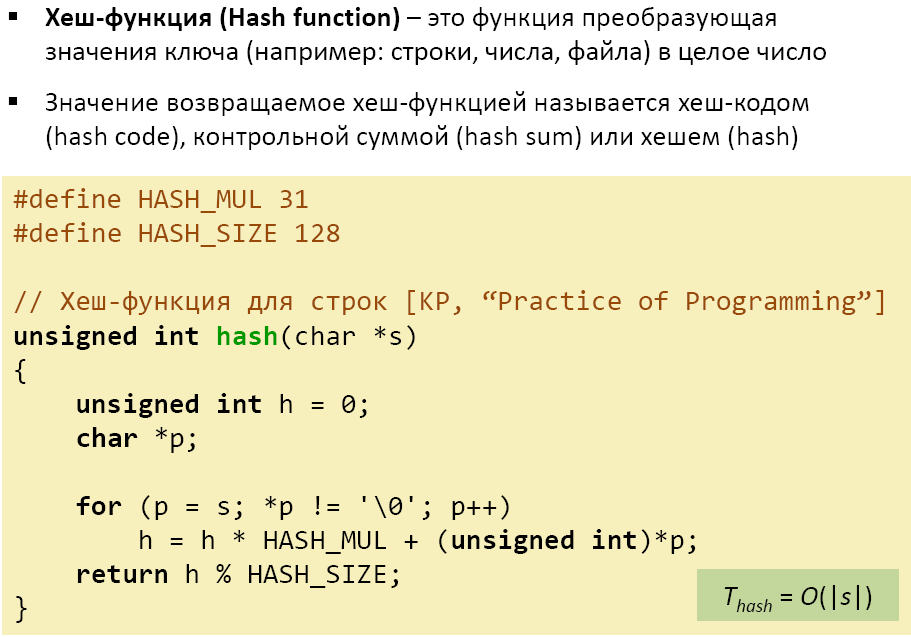 ▪ Хеш-функция (Hash function) – это функция преобразующая
значения ключа (например: строки, числа, файла) в целое число
▪ Значение возвращаемое хеш-функцией называется хеш-кодом
(hash code), контрольной суммой (hash sum) или хешем (hash)
#define HASH_MUL 31
#define HASH_SIZE 128
// Хеш-функция для строк [KP, “Practice of Programming”]
unsigned int hash(char *s)
{
    unsigned int h = 0;
    char *p;
    for (p = s; *p != '\0'; p++)
        h = h * HASH_MUL + (unsigned int)*p;
    return h % HASH_SIZE;
}
T_hash = O(|s|)